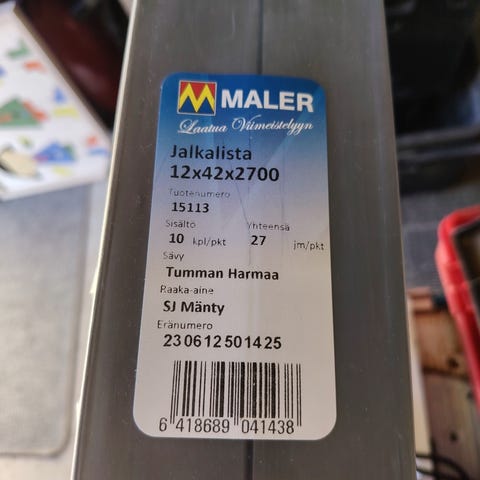 MALER
Laatua Viimeistelyyn
Jalkalista
12x42x2700
Tuotenumero
15113
Sisältö Yhteensä
10 kpl/pkt 27 jm/pkt
Sävy
Tumman Harmaa
Raaka-aine
SJ Mänty
Eränumero
23 06 12 50 14 25
6 418689 041438